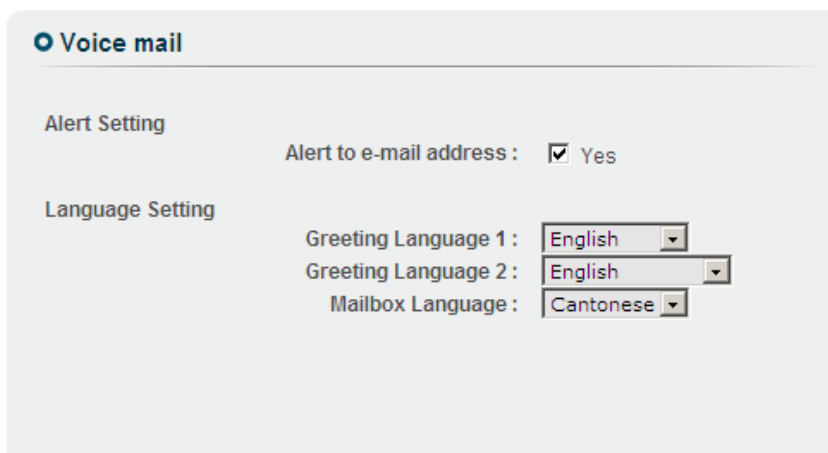 Voice mail
Alert Setting
Alert to e-mail address : Yes
Language Setting
Greeting Language 1 : English
Greeting Language 2 : English
Mailbox Language : Cantonese